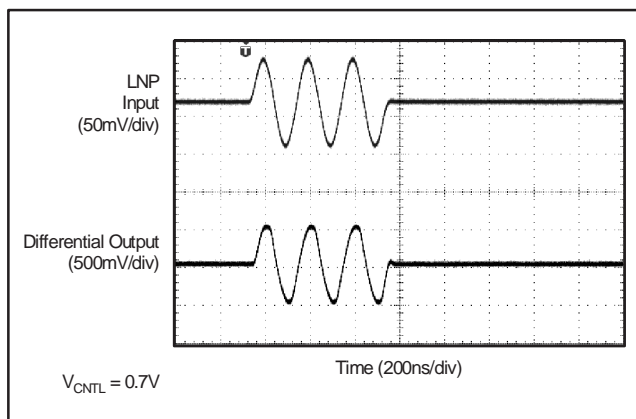 T
LNP
Input
(50mV/div)
Differential Output
(500mV/div)
Time (200ns/div)
V_CNTL = 0.7V